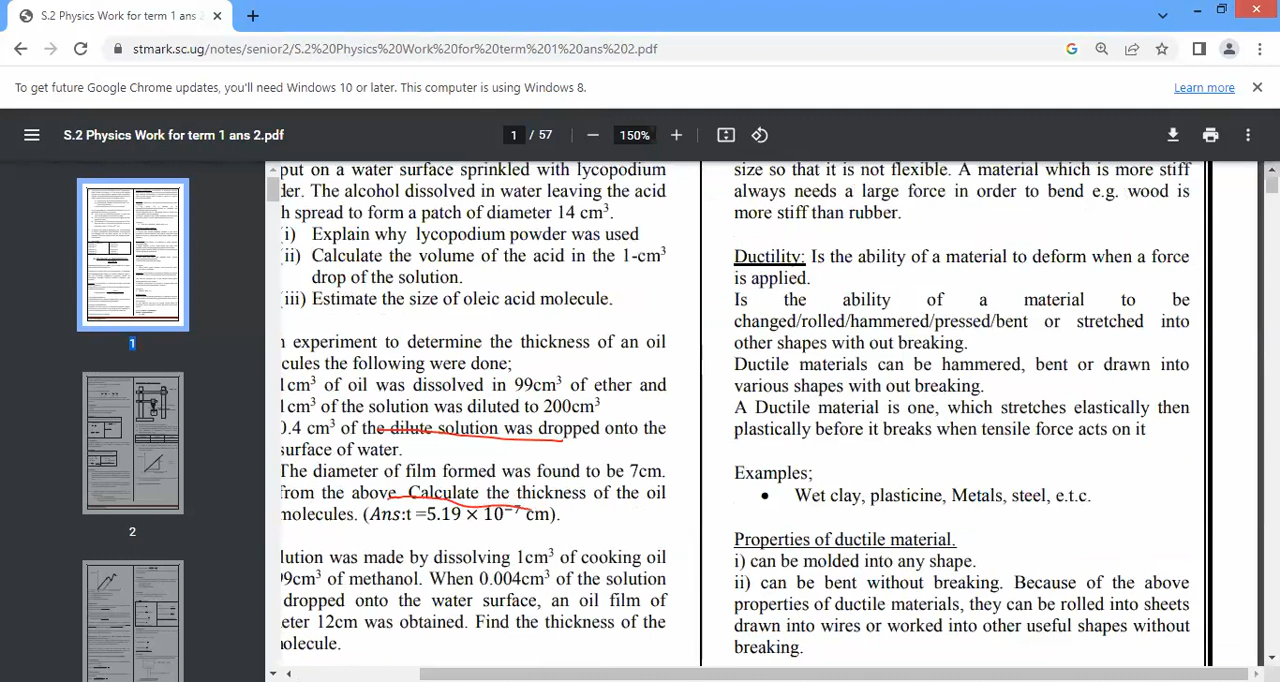 S.2 Physics Work for term 1 ans 2
stmark.sc.ug/notes/senior2/S.2%20Physics%20Work%20for%20term%201%20ans%202.pdf
To get future Google Chrome updates, you'll need Windows 10 or later. This computer is using Windows 8.
Learn more
S.2 Physics Work for term 1 ans 2.pdf
1 / 57
150%
1
2
put on a water surface sprinkled with lycopodium
der. The alcohol dissolved in water leaving the acid
h spread to form a patch of diameter 14 cm³.
(i) Explain why lycopodium powder was used
(ii) Calculate the volume of the acid in the 1-cm³
drop of the solution.
(iii) Estimate the size of oleic acid molecule.
experiment to determine the thickness of an oil
cules the following were done;
1cm³ of oil was dissolved in 99cm³ of ether and
1cm³ of the solution was diluted to 200cm³
0.4 cm³ of the dilute solution was dropped onto the
surface of water.
The diameter of film formed was found to be 7cm.
from the above. Calculate the thickness of the oil
molecules. (Ans:t =5.19 × 10⁻⁷ cm).
lution was made by dissolving 1cm³ of cooking oil
99cm³ of methanol. When 0.004cm³ of the solution
dropped onto the water surface, an oil film of
eter 12cm was obtained. Find the thickness of the
olecule.
size so that it is not flexible. A material which is more stiff
always needs a large force in order to bend e.g. wood is
more stiff than rubber.
Ductility: Is the ability of a material to deform when a force
is applied.
Is the ability of a material to be
changed/rolled/hammered/pressed/bent or stretched into
other shapes with out breaking.
Ductile materials can be hammered, bent or drawn into
various shapes with out breaking.
A Ductile material is one, which stretches elastically then
plastically before it breaks when tensile force acts on it
Examples;
• Wet clay, plasticine, Metals, steel, e.t.c.
Properties of ductile material.
i) can be molded into any shape.
ii) can be bent without breaking. Because of the above
properties of ductile materials, they can be rolled into sheets
drawn into wires or worked into other useful shapes without
breaking.